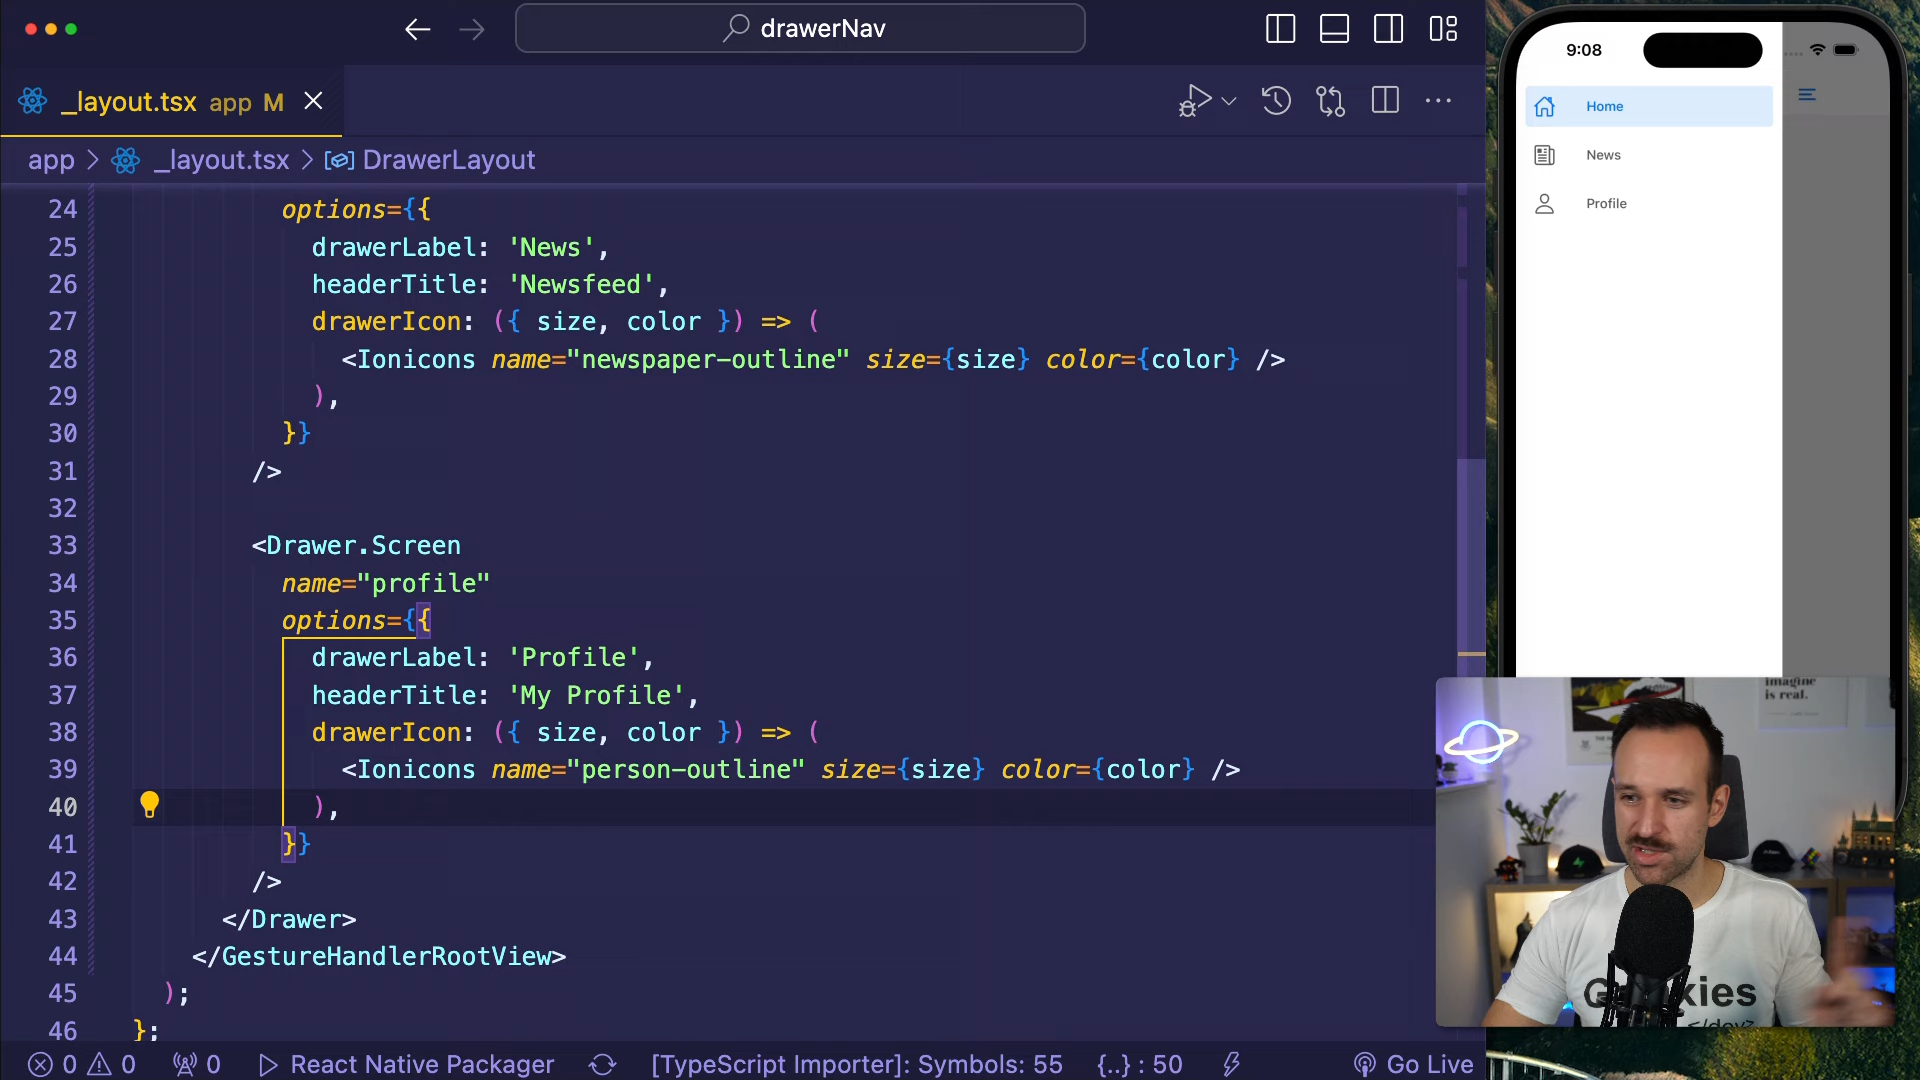 drawerNav
_layout.tsx app M
app > _layout.tsx > DrawerLayout
24 options={{
25 drawerLabel: 'News',
26 headerTitle: 'Newsfeed',
27 drawerIcon: ({ size, color }) => (
28 <Ionicons name="newspaper-outline" size={size} color={color} />
29 ),
30 }}
31 />
32
33 <Drawer.Screen
34 name="profile"
35 options={{
36 drawerLabel: 'Profile',
37 headerTitle: 'My Profile',
38 drawerIcon: ({ size, color }) => (
39 <Ionicons name="person-outline" size={size} color={color} />
40 ),
41 }}
42 />
43 </Drawer>
44 </GestureHandlerRootView>
45 );
46 };
0 0 0 React Native Packager [TypeScript Importer]: Symbols: 55 {..} : 50 Go Live
9:08
Home
News
Profile
imagine
is real.
</dev>